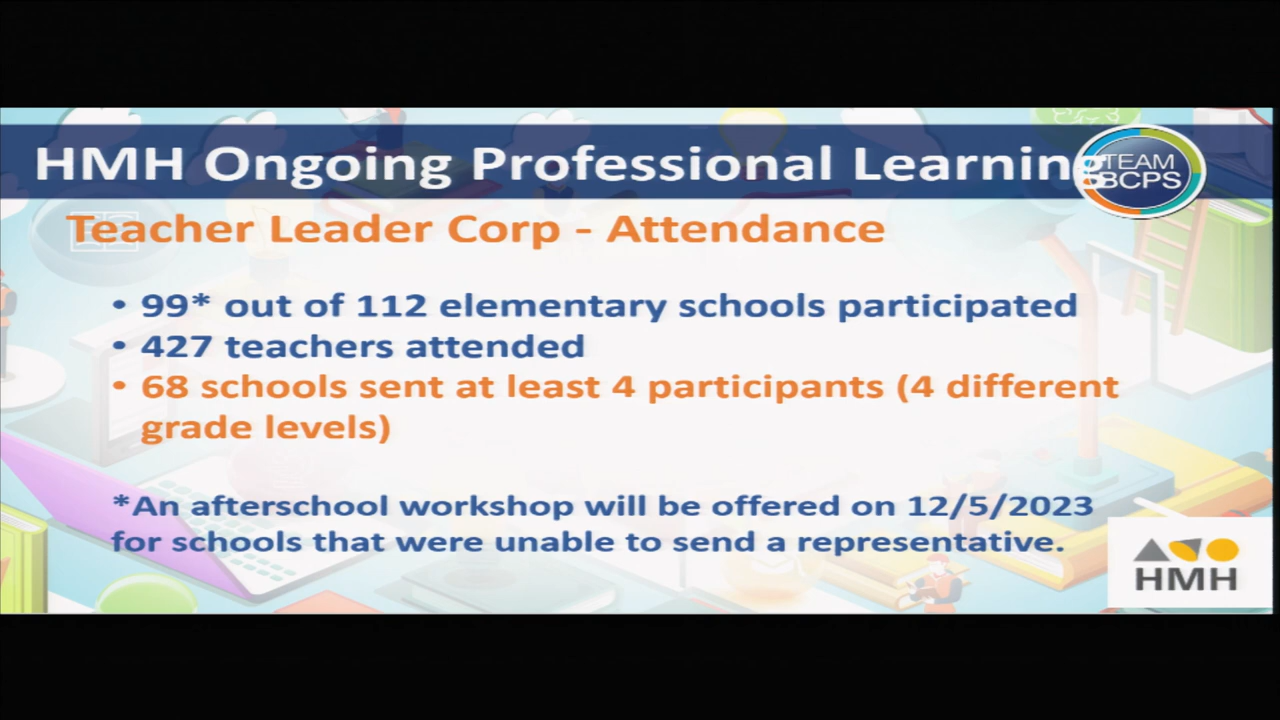 HMH Ongoing Professional Learning
TEAM
BCPS
Teacher Leader Corp - Attendance
• 99* out of 112 elementary schools participated
• 427 teachers attended
• 68 schools sent at least 4 participants (4 different
grade levels)
*An afterschool workshop will be offered on 12/5/2023
for schools that were unable to send a representative.
HMH